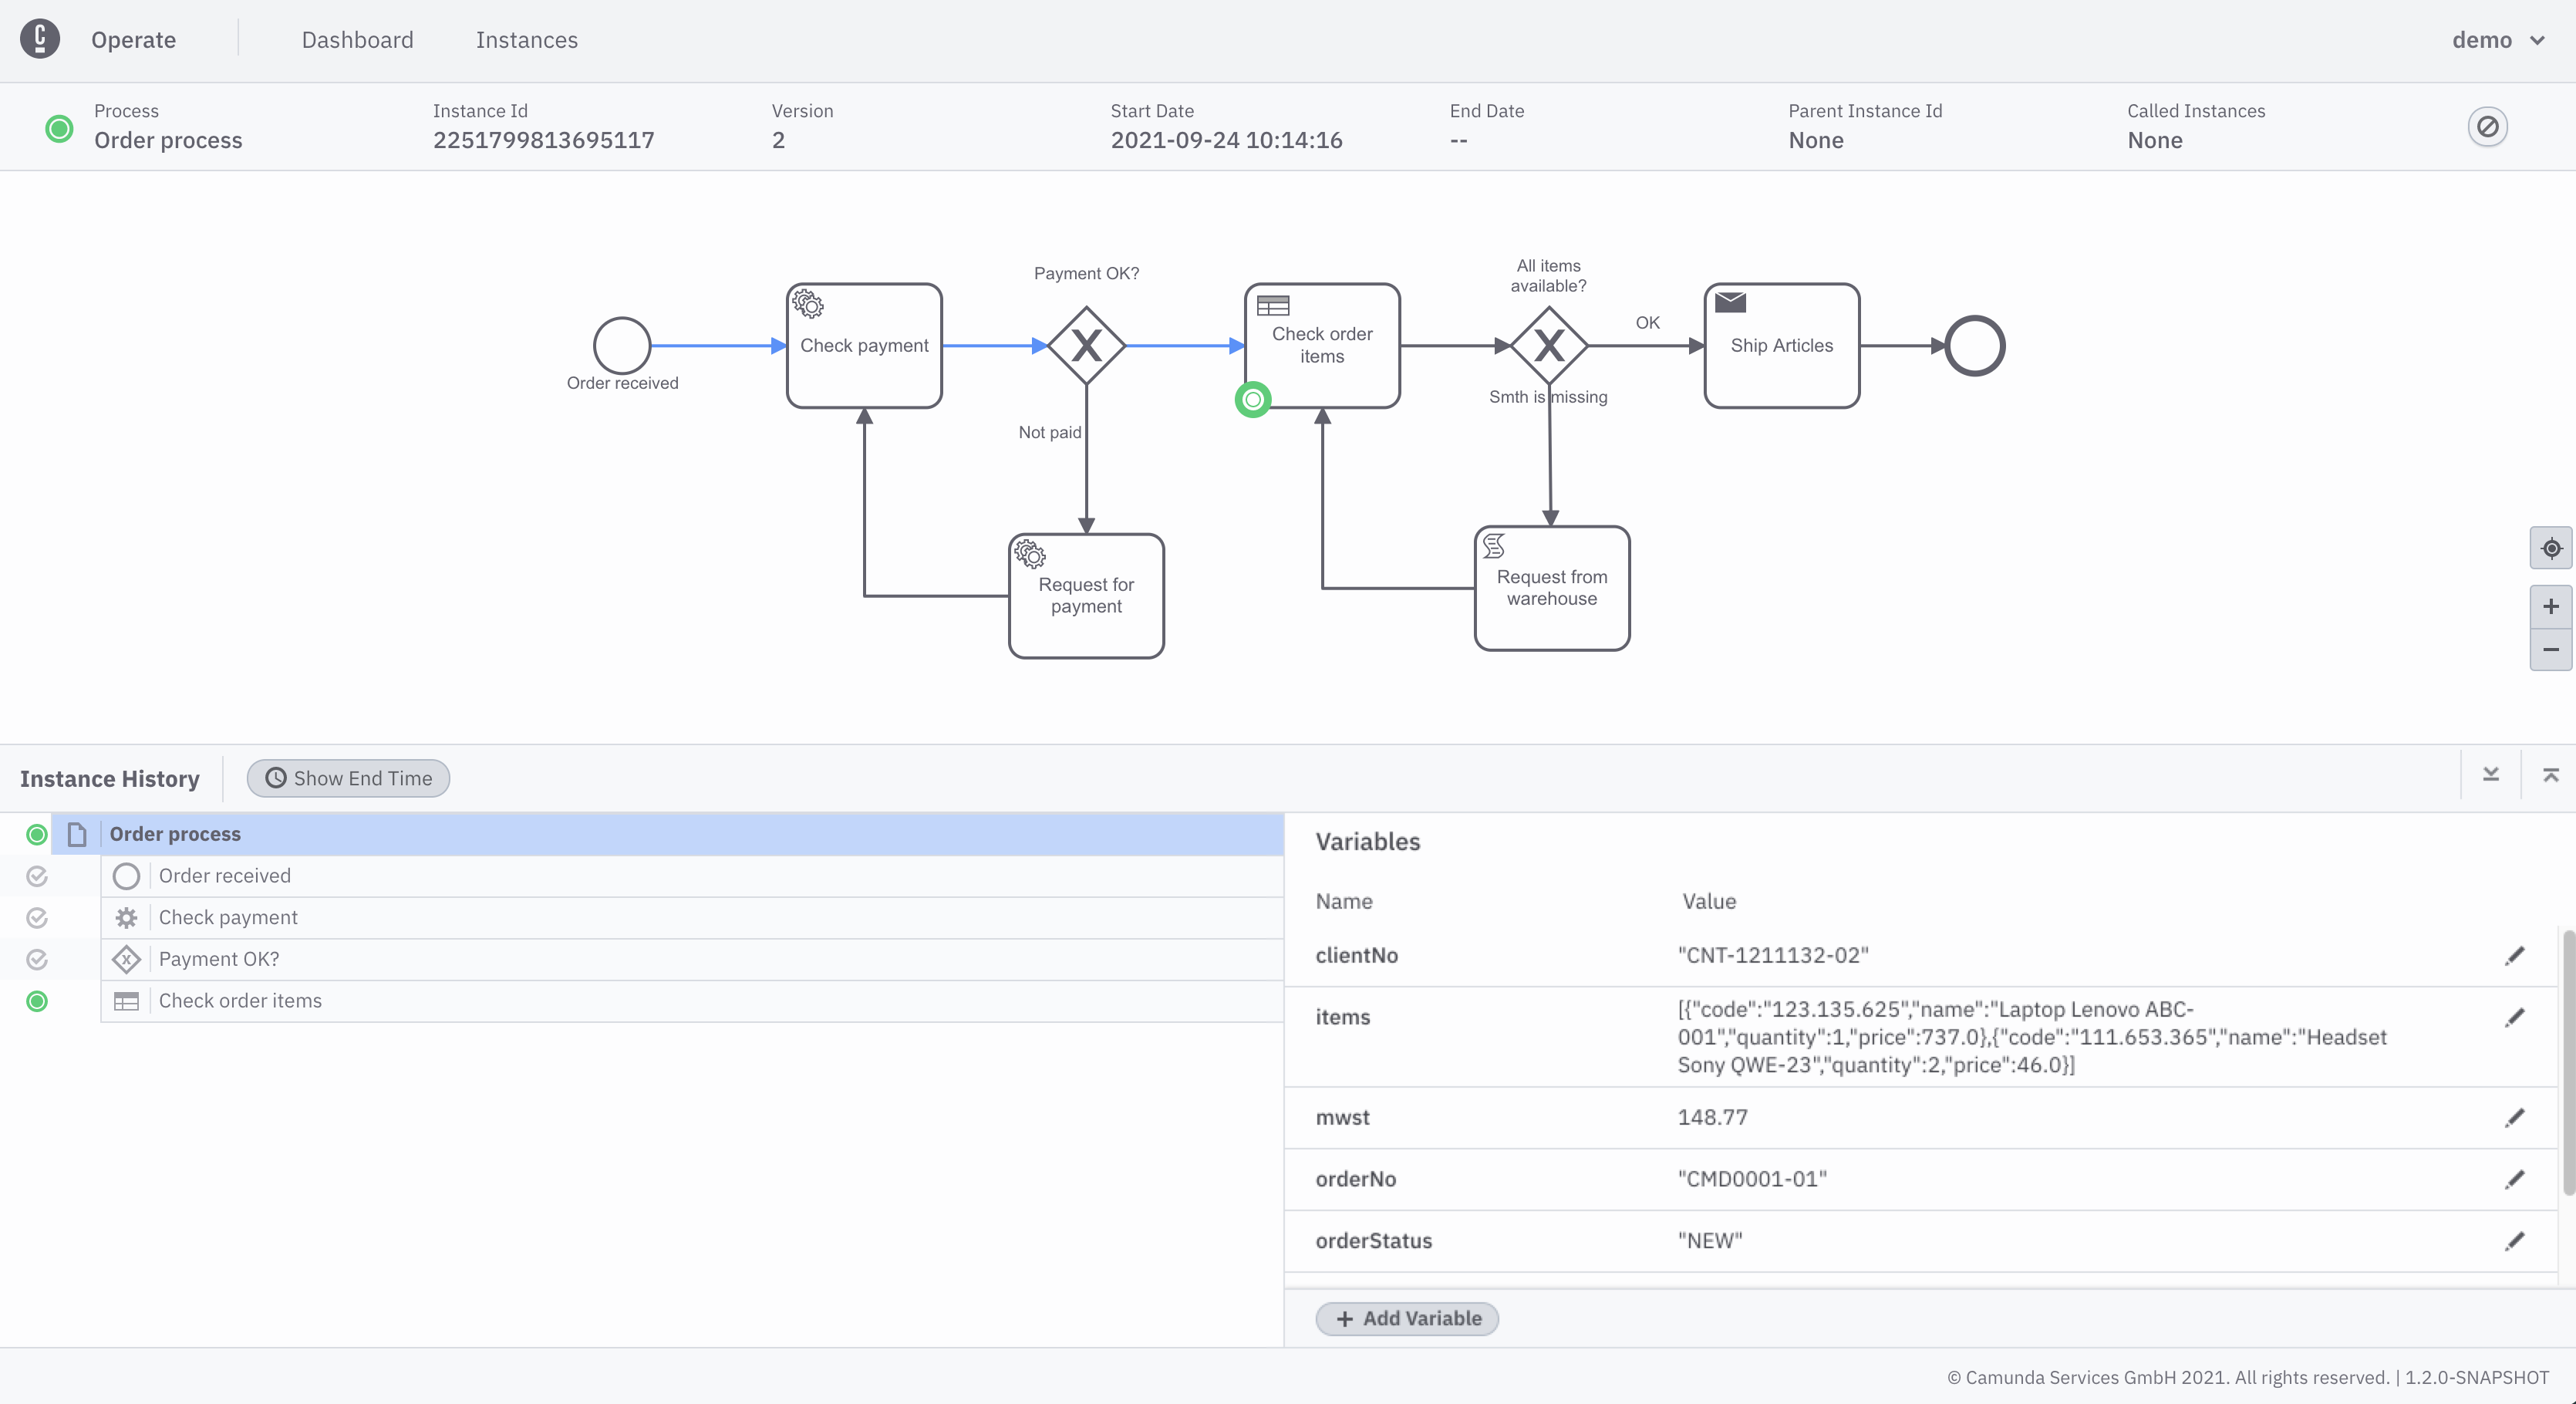 Operate
Dashboard
Instances
demo
Process
Order process
Instance Id
2251799813695117
Version
2
Start Date
2021-09-24 10:14:16
End Date
--
Parent Instance Id
None
Called Instances
None
Order received
Check payment
Payment OK?
Not paid
Request for
payment
Check order
items
All items
available?
OK
Smth is missing
Request from
warehouse
Ship Articles
Instance History
Show End Time
Order process
Order received
Check payment
Payment OK?
Check order items
Variables
Name
Value
clientNo
"CNT-1211132-02"
items
[{"code":"123.135.625","name":"Laptop Lenovo ABC-
001","quantity":1,"price":737.0},{"code":"111.653.365","name":"Headset
Sony QWE-23","quantity":2,"price":46.0}]
mwst
148.77
orderNo
"CMD0001-01"
orderStatus
"NEW"
+ Add Variable
© Camunda Services GmbH 2021. All rights reserved. | 1.2.0-SNAPSHOT